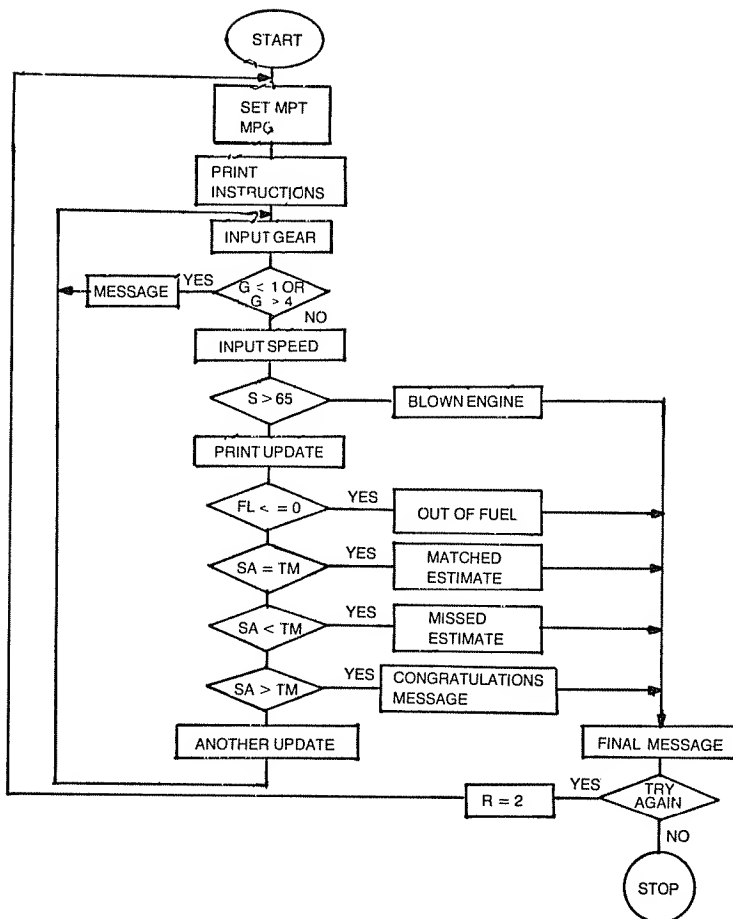 START
SET MPT
MPG
PRINT
INSTRUCTIONS
INPUT GEAR
MESSAGE
YES
G < 1 OR
G > 4
NO
INPUT SPEED
S > 65
BLOWN ENGINE
PRINT UPDATE
FL < = 0
YES
OUT OF FUEL
SA = TM
YES
MATCHED
ESTIMATE
SA < TM
YES
MISSED
ESTIMATE
SA > TM
YES
CONGRATULATIONS
MESSAGE
ANOTHER UPDATE
FINAL MESSAGE
R = 2
YES
TRY
AGAIN
NO
STOP